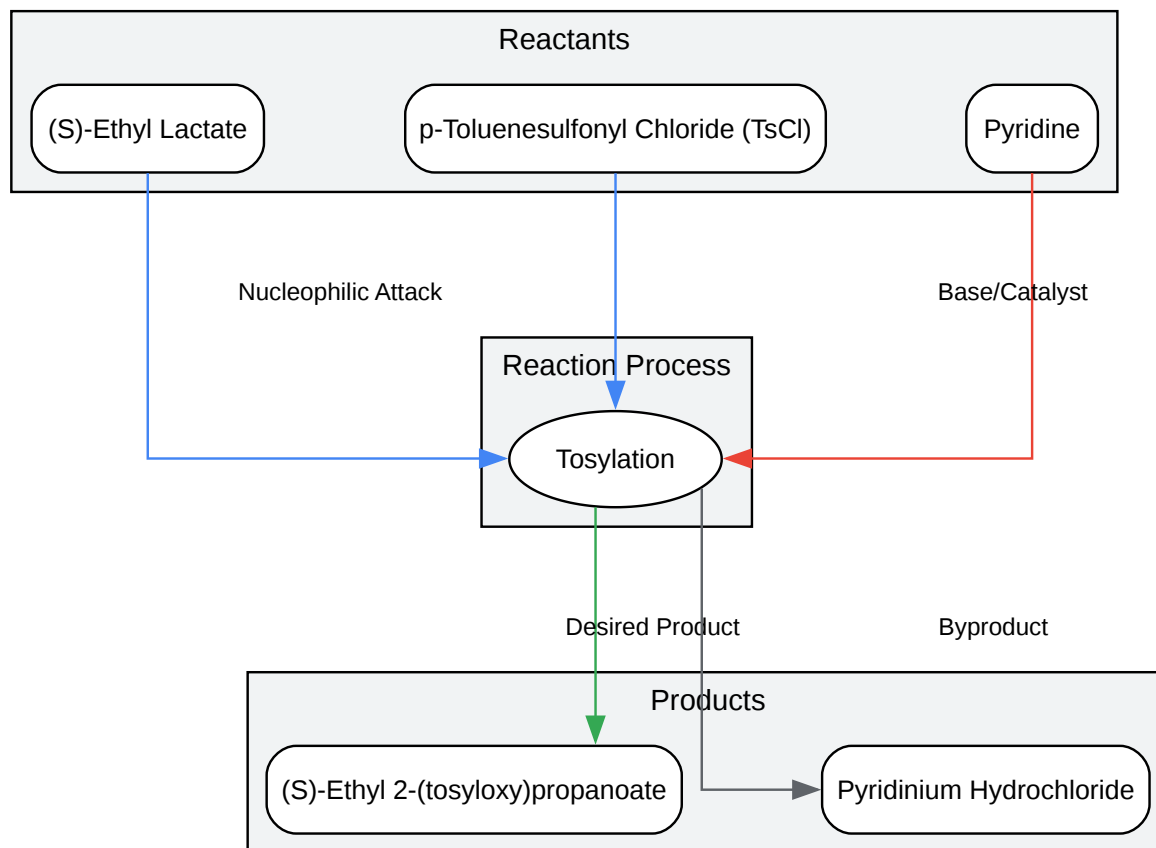 Reactants
(S)-Ethyl Lactate
p-Toluenesulfonyl Chloride (TsCl)
Pyridine
Nucleophilic Attack
Base/Catalyst
Reaction Process
Tosylation
Desired Product
Byproduct
Products
(S)-Ethyl 2-(tosyloxy)propanoate
Pyridinium Hydrochloride